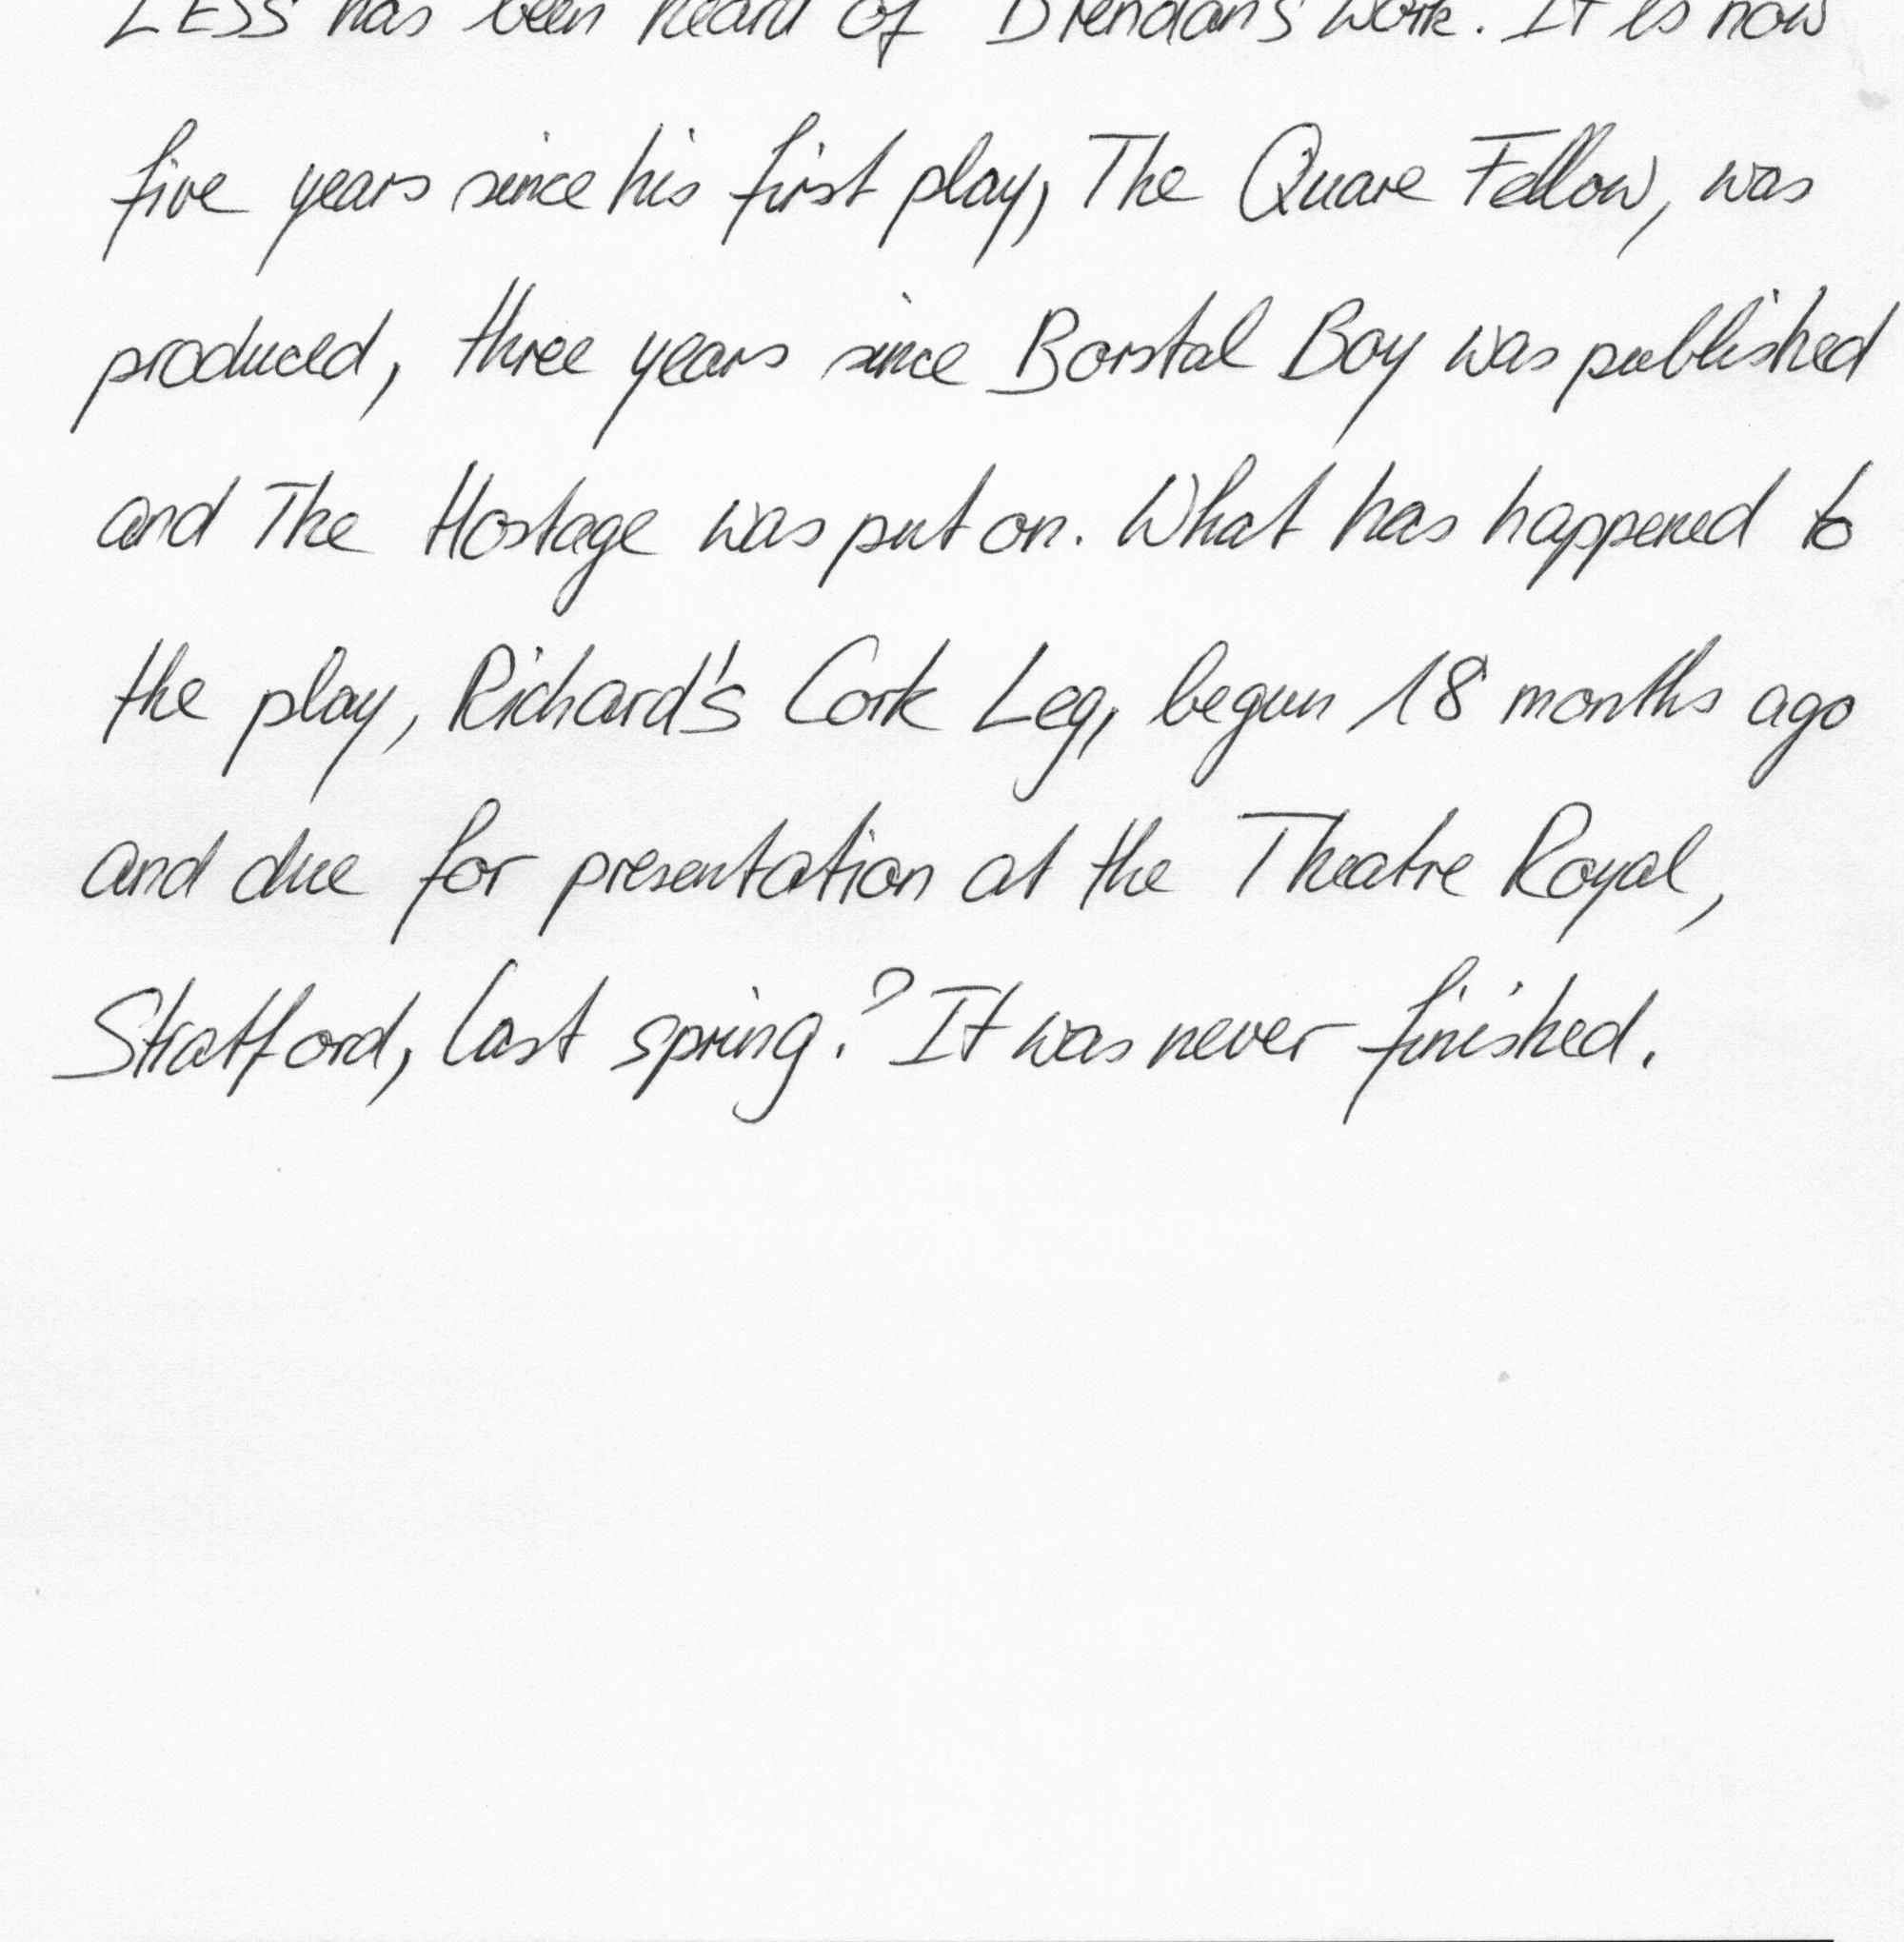 LESS has been heard of Brendan's work. It is now
five years since his first play, The Quare Fellow, was
produced, three years since Borstal Boy was published
and The Hostage was put on. What has happened to
the play, Richard's Cork Leg, begun 18 months ago
and due for presentation at the Theatre Royal,
Stratford, last spring? It was never finished.